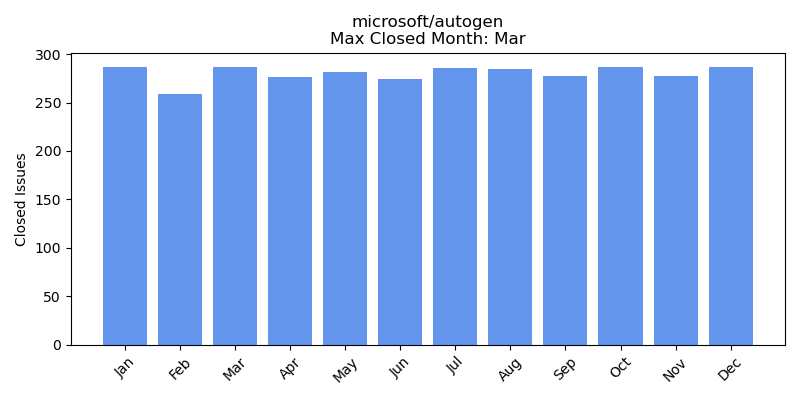 microsoft/autogen
Max Closed Month: Mar
300
250
200
150
100
50
0
Closed Issues
Jan
Feb
Mar
Apr
May
Jun
Jul
Aug
Sep
Oct
Nov
Dec